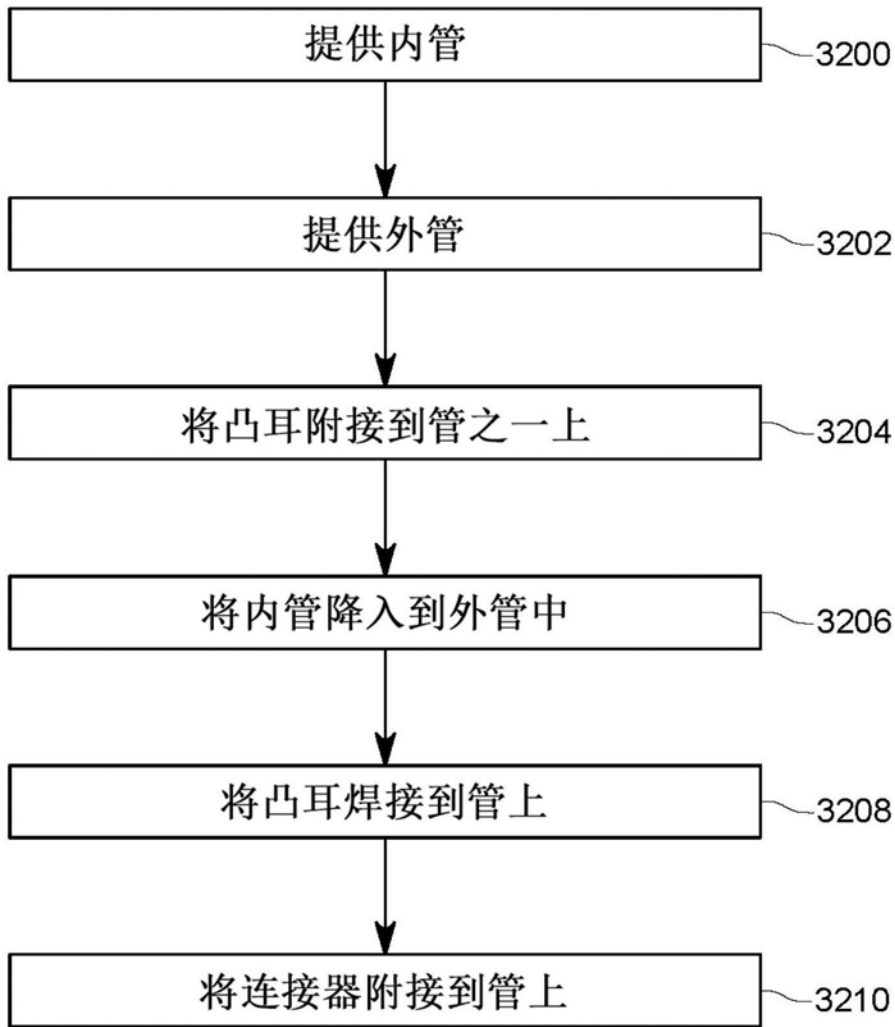 提供内管
3200
提供外管
3202
将凸耳附接到管之一上
3204
将内管降入到外管中
3206
将凸耳焊接到管上
3208
将连接器附接到管上
3210